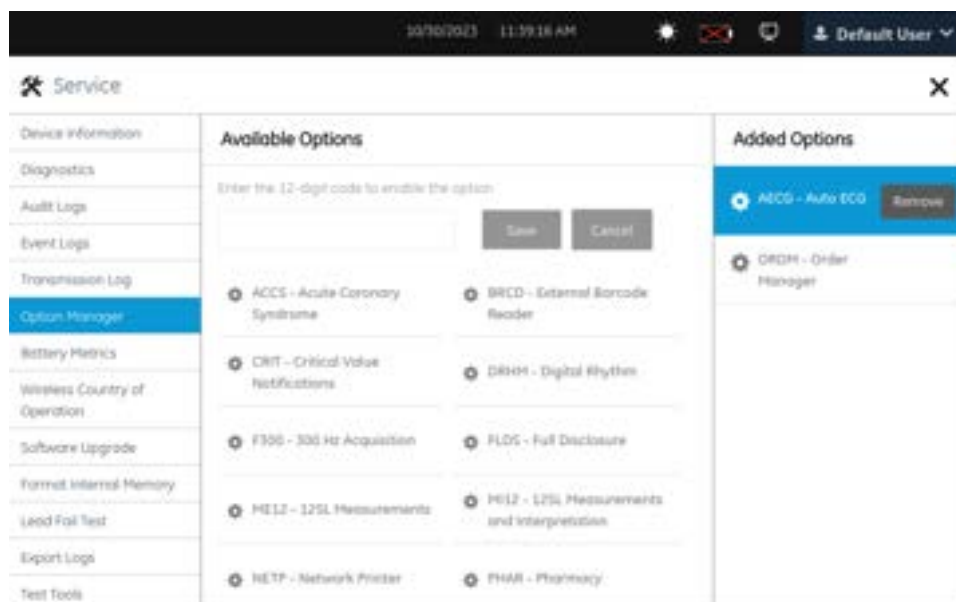 10/30/2023 11:39:16 AM
Default User
Service
Device Information
Diagnostics
Audit Logs
Event Logs
Transmission Log
Option Manager
Battery Metrics
Wireless Country of
Operation
Software Upgrade
Format Internal Memory
Lead Fail Test
Export Logs
Test Tools
Available Options
Enter the 12-digit code to enable the option
Save
Cancel
ACCS - Acute Coronary
Syndrome
BRCD - External Barcode
Reader
CRIT - Critical Value
Notifications
DRHM - Digital Rhythm
F300 - 300 Hz Acquisition
FLDS - Full Disclosure
ME12 - 12SL Measurements
MI12 - 12SL Measurements
and Interpretation
NETP - Network Printer
PHAR - Pharmacy
Added Options
AECG - Auto ECG
Remove
ORDM - Order
Manager